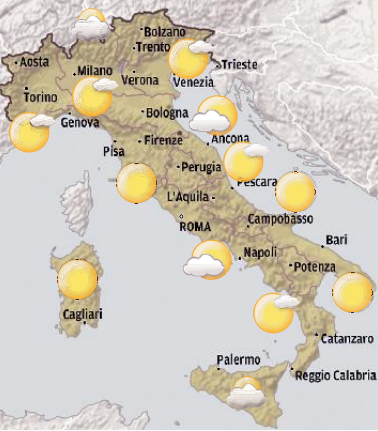 Bolzano
Trento
Aosta
Trieste
Milano
Verona
Venezia
Torino
Bologna
Genova
Firenze
Ancona
Pisa
Perugia
Pescara
L'Aquila
Campobasso
ROMA
Bari
Napoli
Potenza
Cagliari
Catanzaro
Palermo
Reggio Calabria